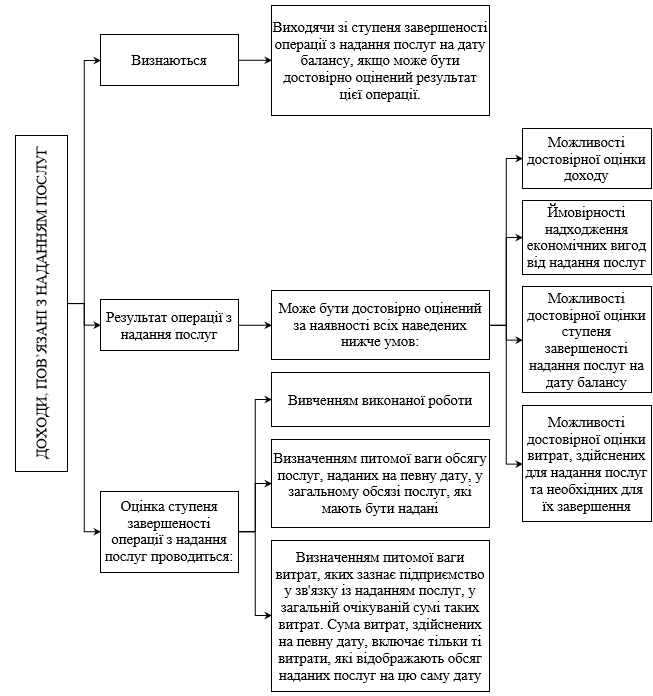 ДОХОДИ, ПОВ`ЯЗАНІ З НАДАННЯМ ПОСЛУГ
Визнаються
Виходячи зі ступеня завершеності
операції з надання послуг на дату
балансу, якщо може бути
достовірно оцінений результат
цієї операції.
Результат операції з
надання послуг
Може бути достовірно оцінений
за наявності всіх наведених
нижче умов:
Можливості
достовірної оцінки
доходу
Ймовірності
надходження
економічних вигод
від надання послуг
Можливості
достовірної оцінки
ступеня
завершеності
надання послуг на
дату балансу
Можливості
достовірної оцінки
витрат, здійснених
для надання послуг
та необхідних для
їх завершення
Оцінка ступеня
завершеності
операції з надання
послуг проводиться:
Вивченням виконаної роботи
Визначенням питомої ваги обсягу
послуг, наданих на певну дату, у
загальному обсязі послуг, які
мають бути надані
Визначенням питомої ваги
витрат, яких зазнає підприємство
у зв'язку із наданням послуг, у
загальній очікуваній сумі таких
витрат. Сума витрат, здійснених
на певну дату, включає тільки ті
витрати, які відображають обсяг
наданих послуг на цю саму дату